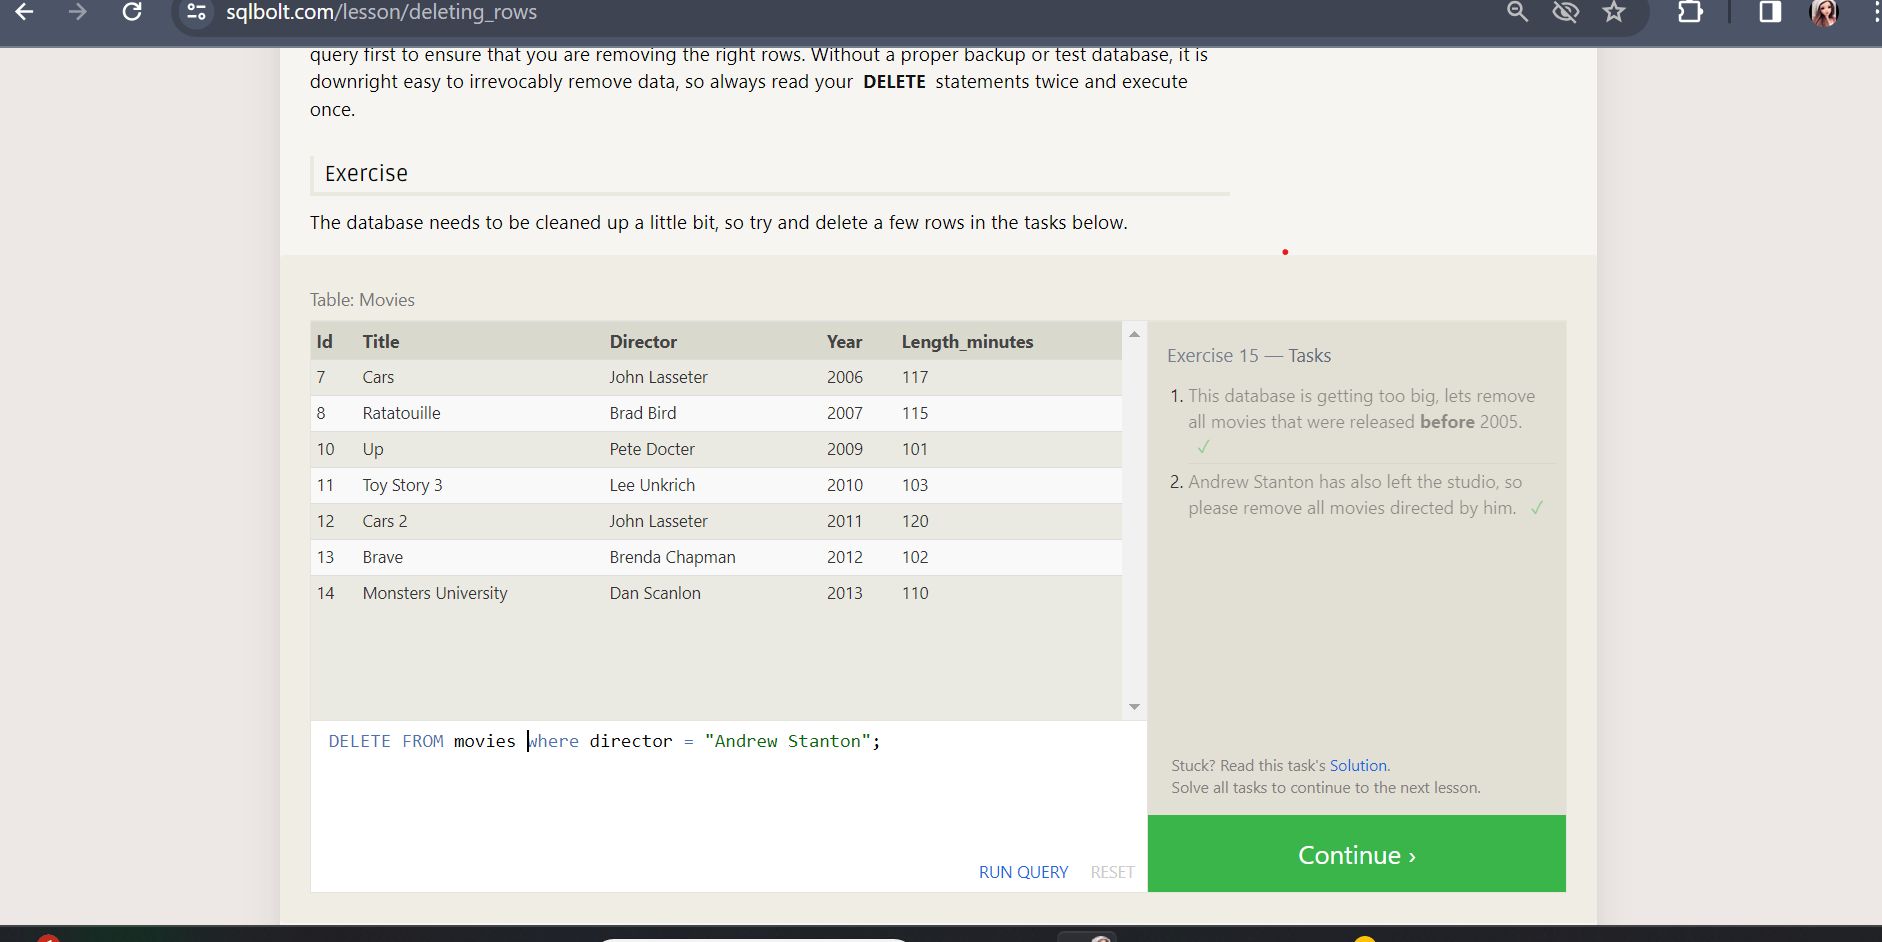 sqlbolt.com/lesson/deleting_rows
query first to ensure that you are removing the right rows. Without a proper backup or test database, it is
downright easy to irrevocably remove data, so always read your DELETE statements twice and execute
once.
Exercise
The database needs to be cleaned up a little bit, so try and delete a few rows in the tasks below.
Table: Movies
Id Title Director Year Length_minutes
7 Cars John Lasseter 2006 117
8 Ratatouille Brad Bird 2007 115
10 Up Pete Docter 2009 101
11 Toy Story 3 Lee Unkrich 2010 103
12 Cars 2 John Lasseter 2011 120
13 Brave Brenda Chapman 2012 102
14 Monsters University Dan Scanlon 2013 110
DELETE FROM movies where director = "Andrew Stanton";
RUN QUERY RESET
Exercise 15 — Tasks
1. This database is getting too big, lets remove
all movies that were released before 2005.
✓
2. Andrew Stanton has also left the studio, so
please remove all movies directed by him. ✓
Stuck? Read this task's Solution.
Solve all tasks to continue to the next lesson.
Continue ›